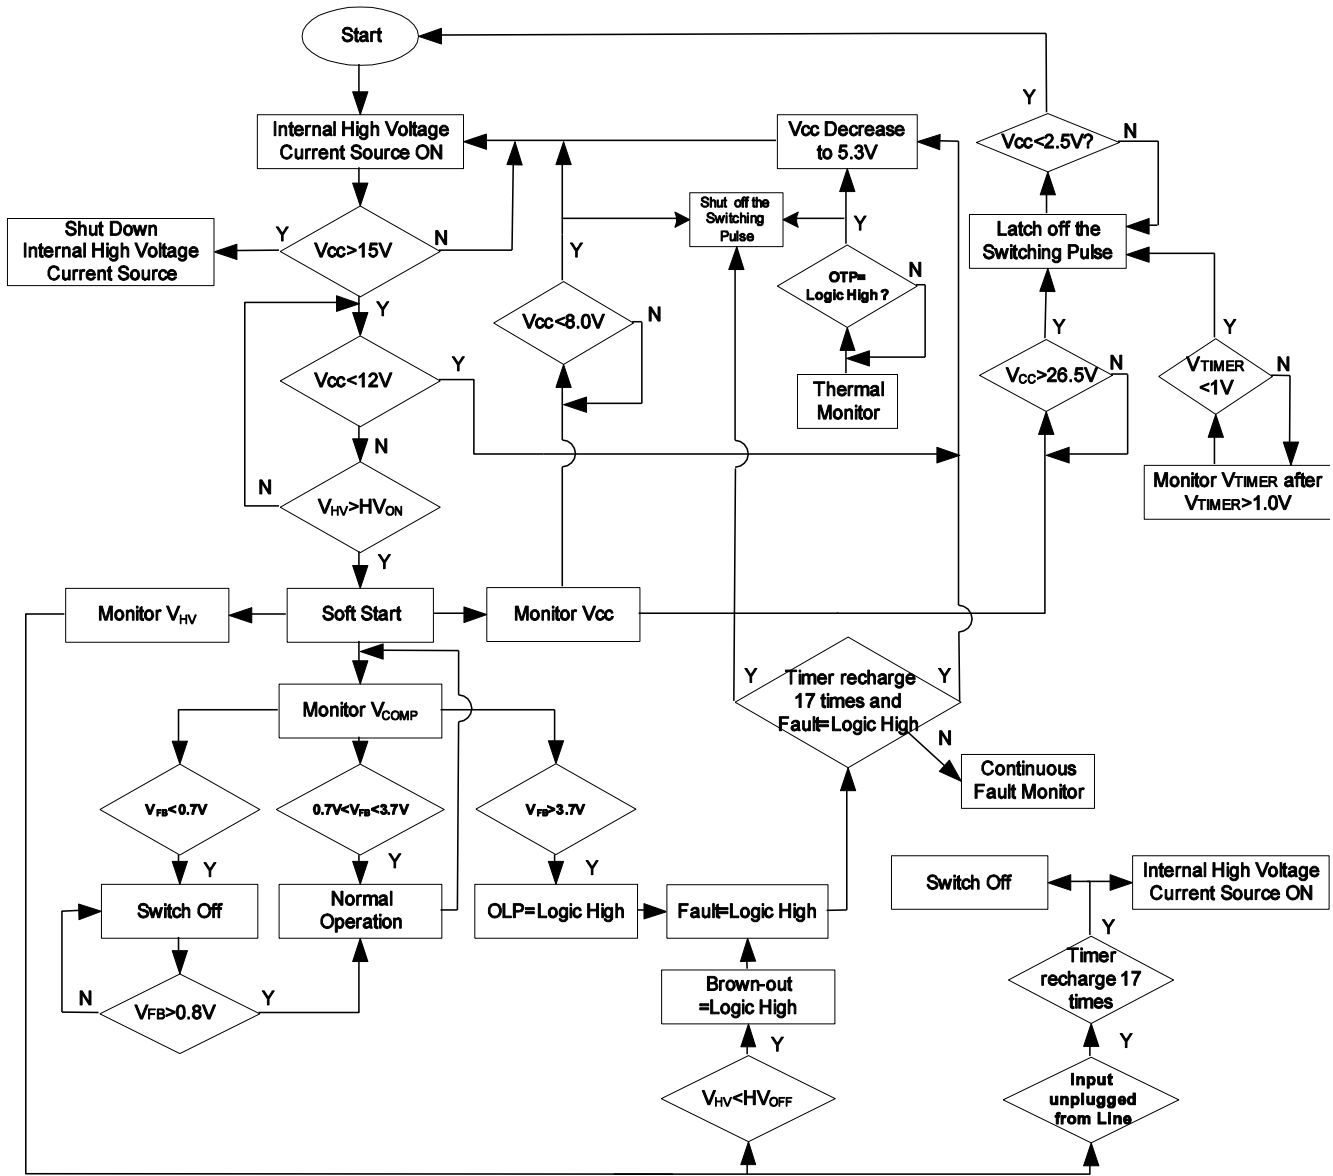 Start
Internal High Voltage
Current Source ON
Vcc Decrease
to 5.3V
Y
Vcc<2.5V?
N
Shut Down
Internal High Voltage
Current Source
Y
Vcc>15V
N
Shut off the
Switching
Pulse
Y
Latch off the
Switching Pulse
Y
Y
OTP=
Logic High ?
N
Vcc<8.0V
N
Y
Y
Vcc<12V
Y
Thermal
Monitor
VCC>26.5V
N
VTIMER
<1V
N
N
N
VHV>HVON
Monitor VTIMER after
VTIMER>1.0V
Y
Monitor VHV
Soft Start
Monitor Vcc
Y
Timer recharge
17 times and
Fault=Logic High
Y
N
Monitor VCOMP
Continuous
Fault Monitor
VFB<0.7V
0.7V<VFB<3.7V
VFB>3.7V
Y
Y
Y
Switch Off
Normal
Operation
OLP=Logic High
Fault=Logic High
Switch Off
Internal High Voltage
Current Source ON
Y
N
VFB>0.8V
Y
Brown-out
=Logic High
Timer
recharge 17
times
Y
Y
VHV<HVOFF
Input
unplugged
from Line